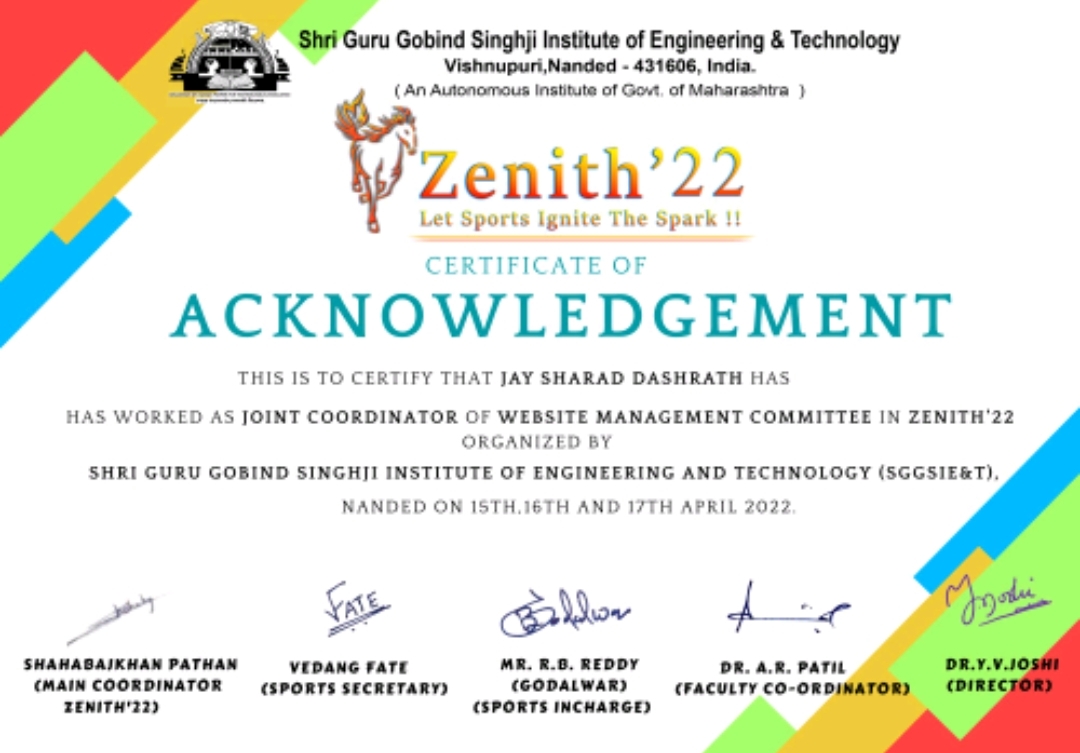 Shri Guru Gobind Singhji Institute of Engineering & Technology
Vishnupuri,Nanded - 431606, India.
( An Autonomous Institute of Govt. of Maharashtra )
Zenith'22
Let Sports Ignite The Spark !!
CERTIFICATE OF
ACKNOWLEDGEMENT
THIS IS TO CERTIFY THAT JAY SHARAD DASHRATH HAS
HAS WORKED AS JOINT COORDINATOR OF WEBSITE MANAGEMENT COMMITTEE IN ZENITH'22
ORGANIZED BY
SHRI GURU GOBIND SINGHJI INSTITUTE OF ENGINEERING AND TECHNOLOGY (SGGSIE&T),
NANDED ON 15TH,16TH AND 17TH APRIL 2022.
FATE
SHAHABAJKHAN PATHAN
(MAIN COORDINATOR
ZENITH'22)
VEDANG FATE
(SPORTS SECRETARY)
MR. R.B. REDDY
(GODALWAR)
(SPORTS INCHARGE)
DR. A.R. PATIL
(FACULTY CO-ORDINATOR)
DR.Y.V.JOSHI
(DIRECTOR)